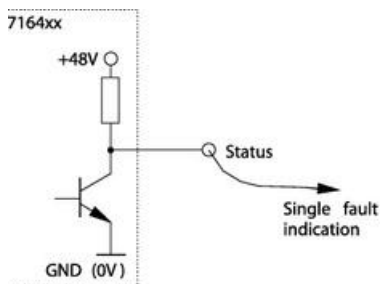 7164xx
+48V
Status
Single fault
indication
GND (0V)